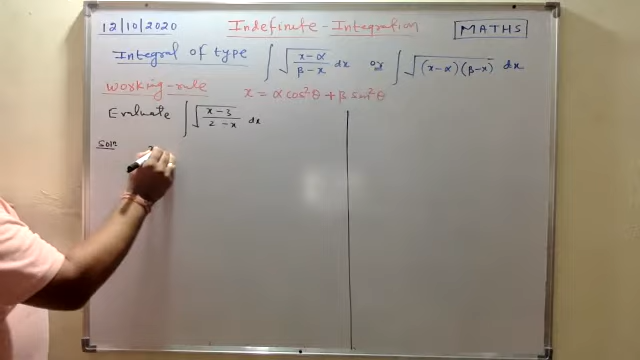 12/10/2020 Indefinite-Integration MATHS
Integral of type ∫ √((x-α)/(β-x)) dx or ∫ √((x-α)(β-x)) dx
Working-rule x = α cos²θ + β sin²θ
Evaluate ∫ √((x-3)/(2-x)) dx
Solⁿ